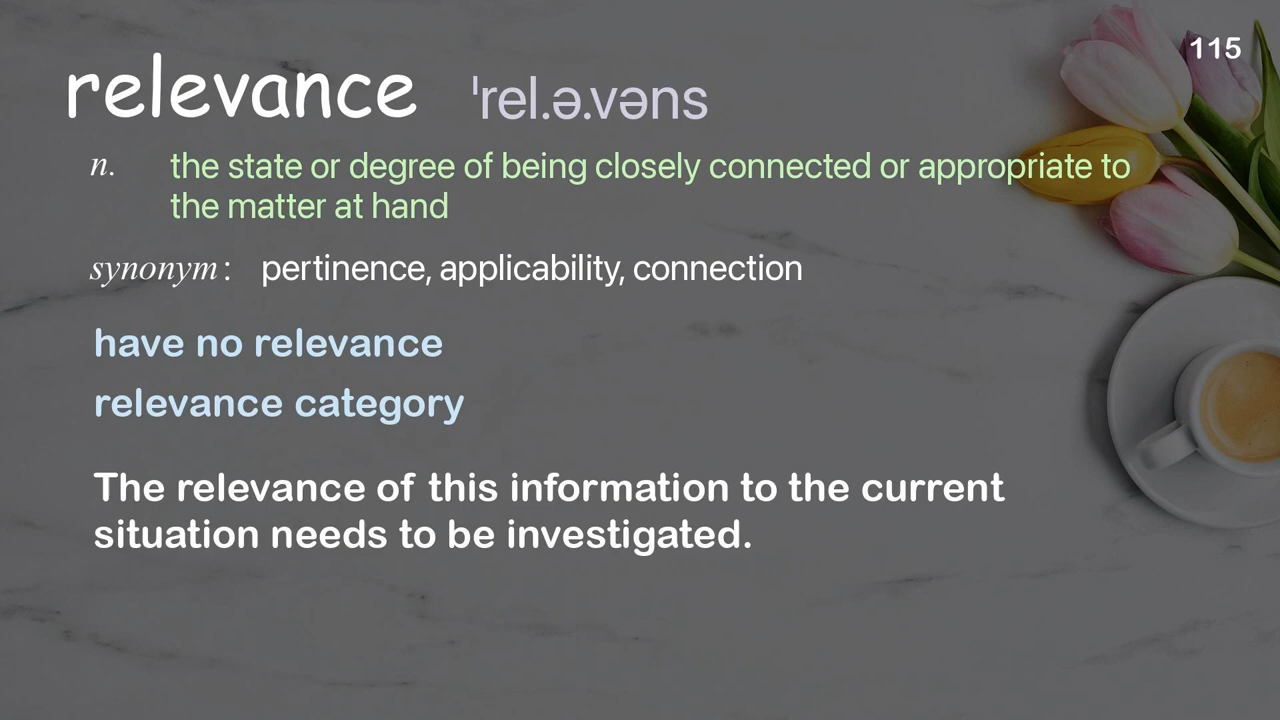 115
relevance ˈrel.ə.vəns
n. the state or degree of being closely connected or appropriate to
the matter at hand
synonym: pertinence, applicability, connection
have no relevance
relevance category
The relevance of this information to the current
situation needs to be investigated.